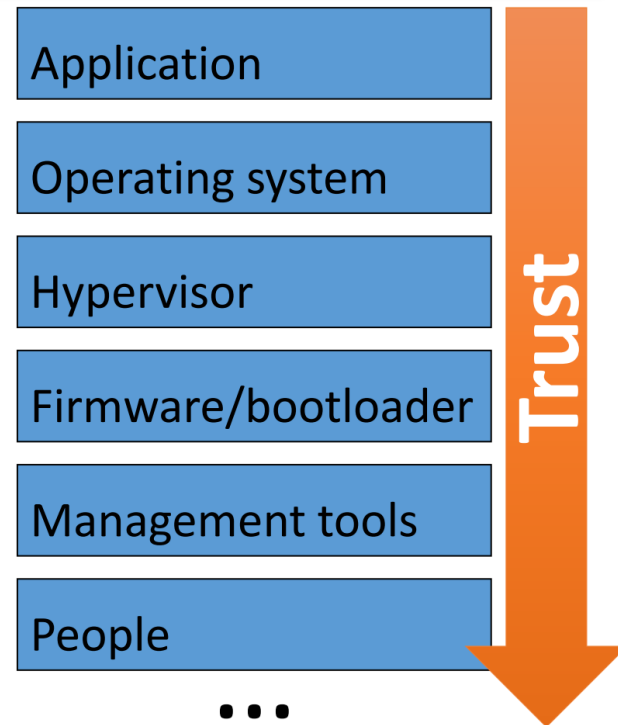 Application
Operating system
Hypervisor
Firmware/bootloader
Management tools
People
...
Trust